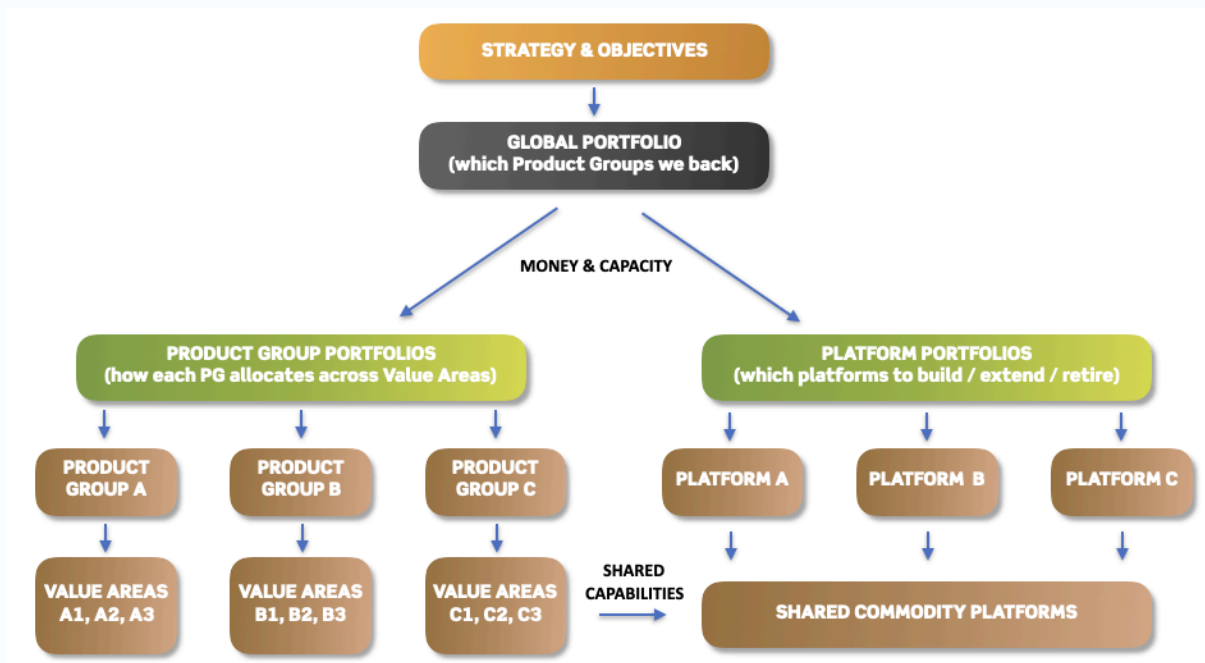 STRATEGY & OBJECTIVES
GLOBAL PORTFOLIO
(which Product Groups we back)
MONEY & CAPACITY
PRODUCT GROUP PORTFOLIOS
(how each PG allocates across Value Areas)
PLATFORM PORTFOLIOS
(which platforms to build / extend / retire)
PRODUCT
GROUP A
PRODUCT
GROUP B
PRODUCT
GROUP C
PLATFORM A
PLATFORM B
PLATFORM C
VALUE AREAS
A1, A2, A3
VALUE AREAS
B1, B2, B3
VALUE AREAS
C1, C2, C3
SHARED
CAPABILITIES
SHARED COMMODITY PLATFORMS